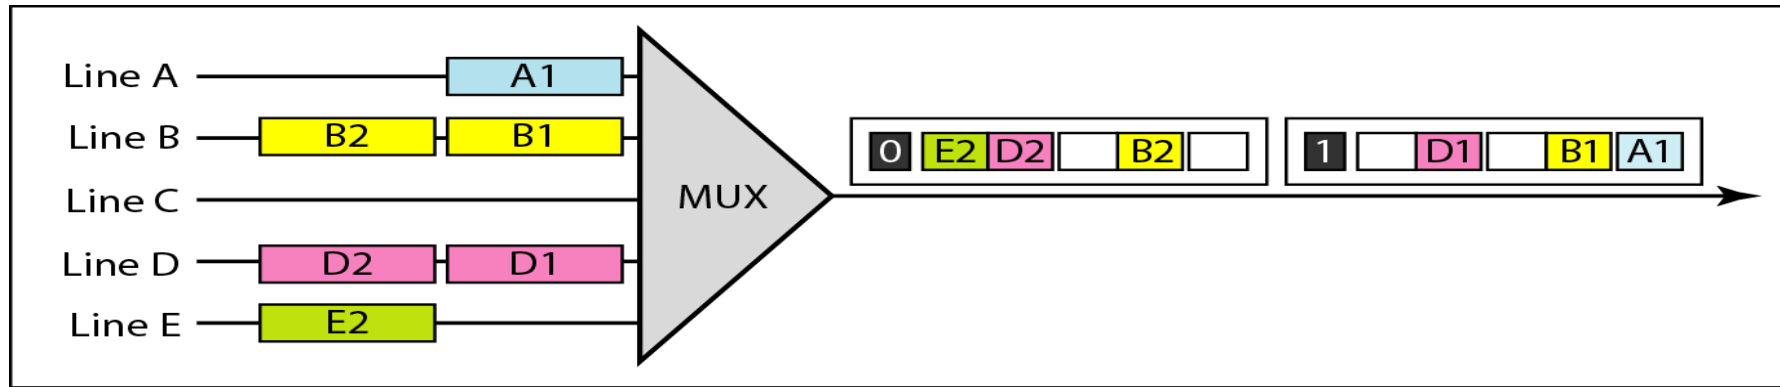 Line A A1
Line B B2 B1
Line C
Line D D2 D1
Line E E2
MUX
0 E2 D2 B2
1 D1 B1 A1